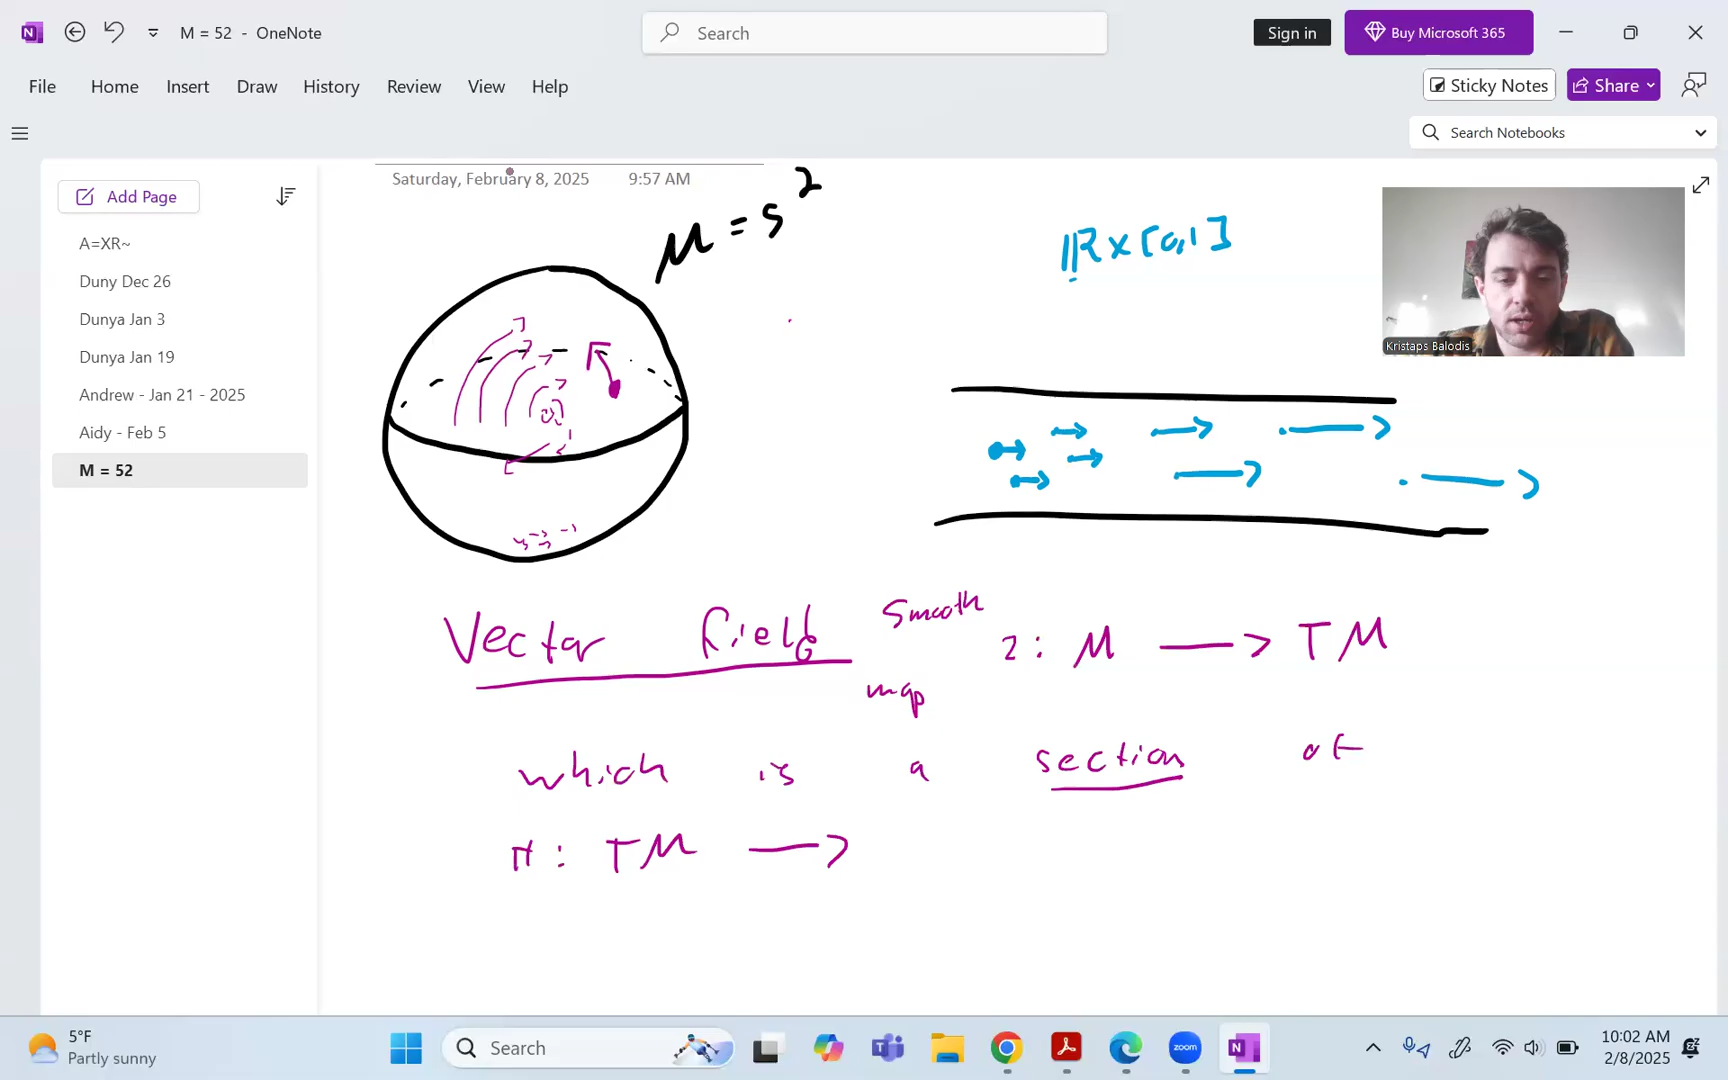 M = 52 - OneNote
Search
Sign in
Buy Microsoft 365
File Home Insert Draw History Review View Help
Sticky Notes
Share
Search Notebooks
Add Page
A=XR~
Duny Dec 26
Dunya Jan 3
Dunya Jan 19
Andrew - Jan 21 - 2025
Aidy - Feb 5
M = 52
Saturday, February 8, 2025 9:57 AM
M = S²
ℝ x [0,1]
Kristaps Balodis
Vector field smooth map 2: M → TM
which is a section of
π: TM →
5°F
Partly sunny
Search
zoom
10:02 AM
2/8/2025